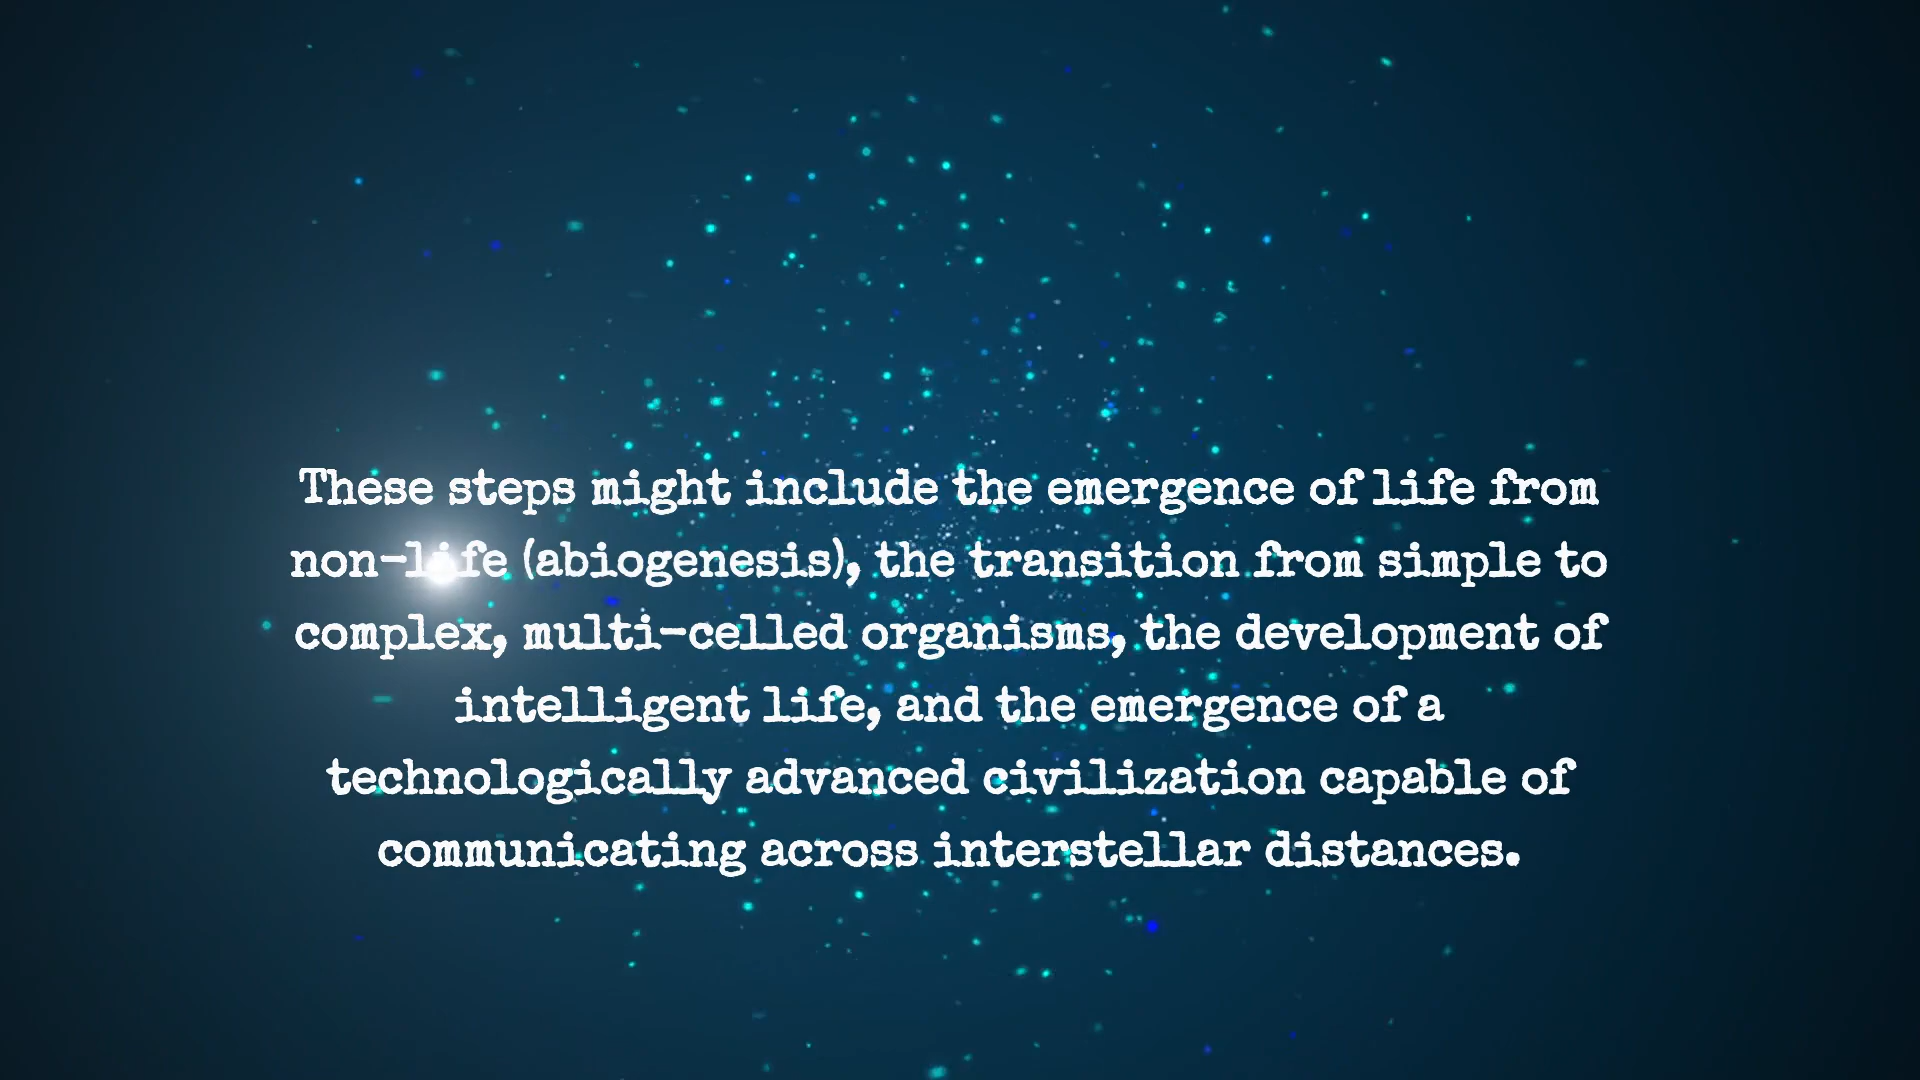 These steps might include the emergence of life from
non-life (abiogenesis), the transition from simple to
complex, multi-celled organisms, the development of
intelligent life, and the emergence of a
technologically advanced civilization capable of
communicating across interstellar distances.